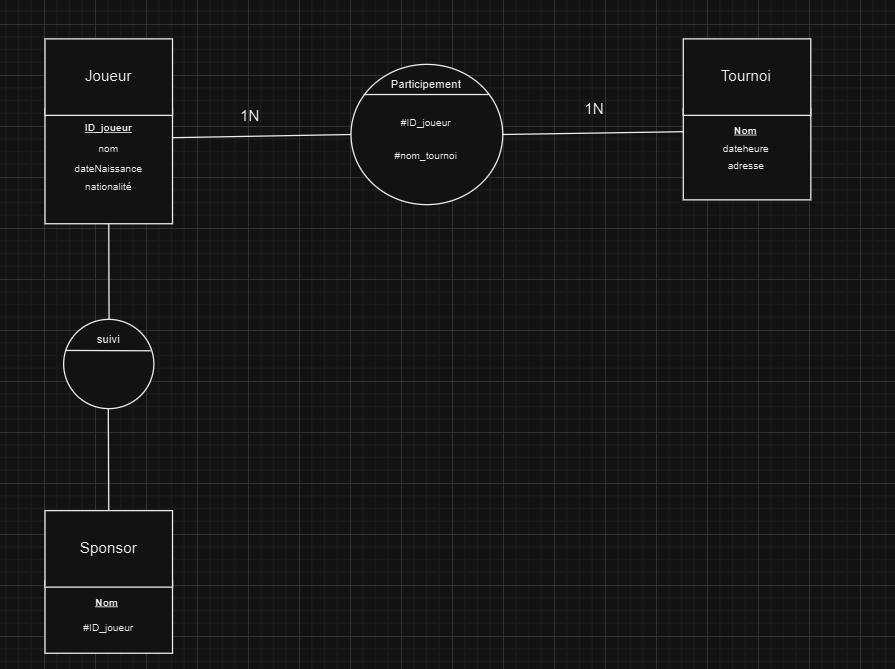 Joueur
ID_joueur
nom
dateNaissance
nationalité
1N
Participement
#ID_joueur
#nom_tournoi
1N
Tournoi
Nom
dateheure
adresse
suivi
Sponsor
Nom
#ID_joueur